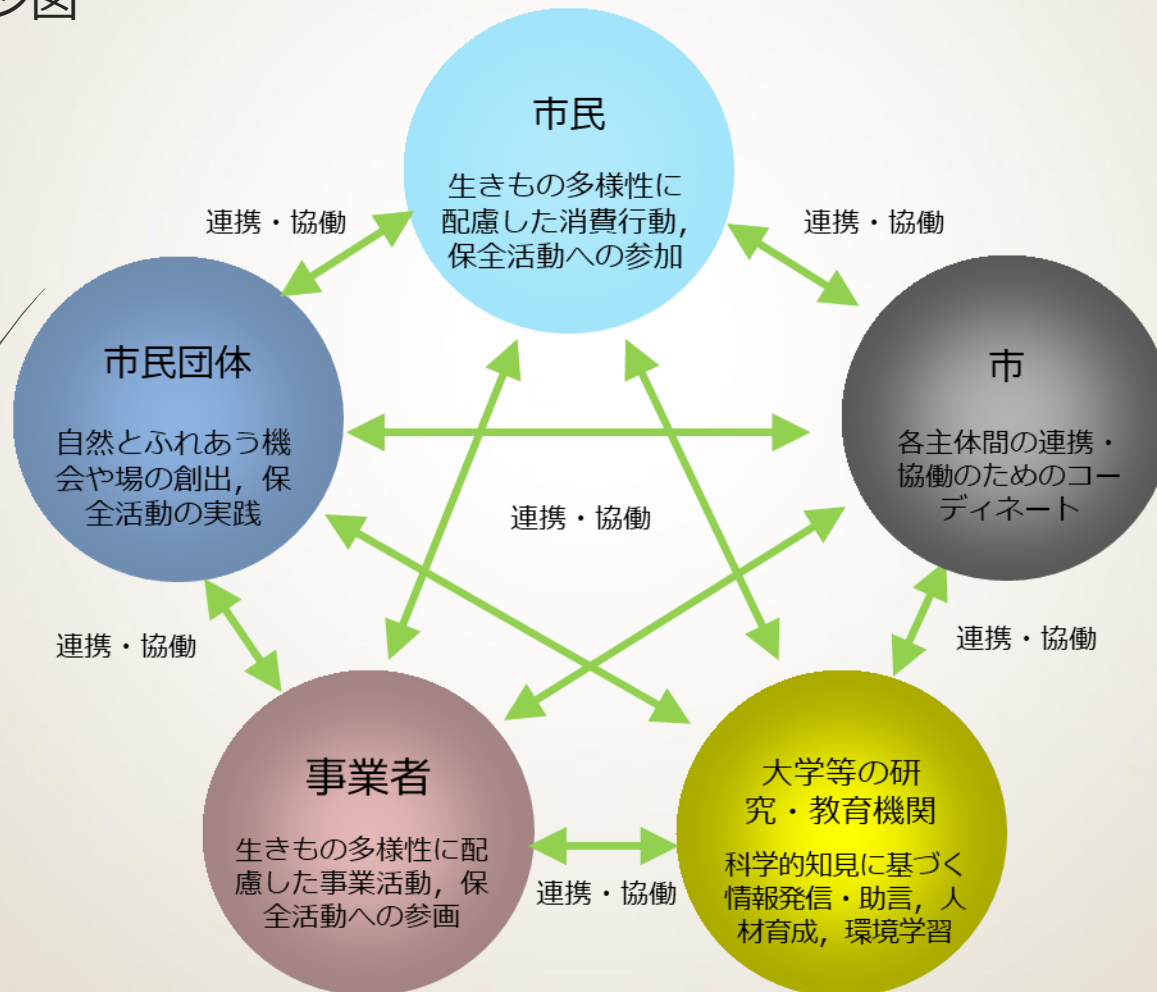 ン図
市民
生きもの多様性に
配慮した消費行動，
保全活動への参加
連携・協働
連携・協働
市民団体
自然とふれあう機
会や場の創出，保
全活動の実践
市
各主体間の連携・
協働のためのコー
ディネート
連携・協働
連携・協働
連携・協働
事業者
生きもの多様性に配
慮した事業活動，保
全活動への参画
連携・協働
大学等の研
究・教育機関
科学的知見に基づく
情報発信・助言，人
材育成，環境学習